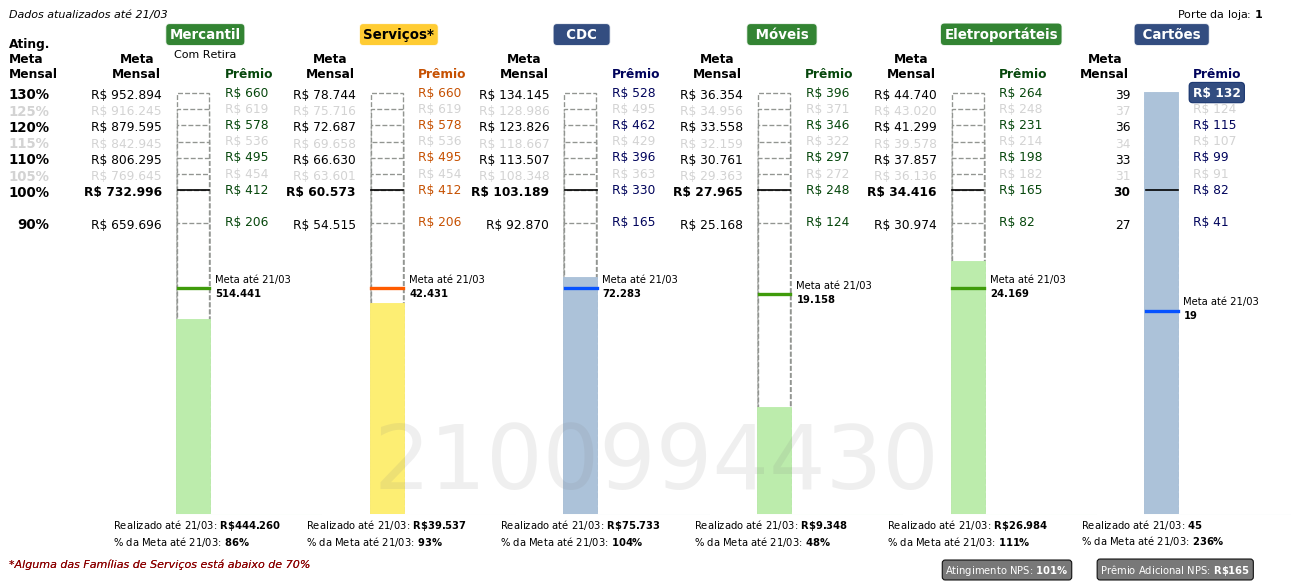 Dados atualizados até 21/03
Porte da loja: 1
Mercantil Serviços* CDC Móveis Eletroportáteis Cartões
Com Retira
Ating. Meta Mensal
Meta Mensal Prêmio Meta Mensal Prêmio Meta Mensal Prêmio Meta Mensal Prêmio Meta Mensal Prêmio Meta Mensal Prêmio
130% R$ 952.894 R$ 660 R$ 78.744 R$ 660 R$ 134.145 R$ 528 R$ 36.354 R$ 396 R$ 44.740 R$ 264 39 R$ 132
125% R$ 916.245 R$ 619 R$ 75.716 R$ 619 R$ 128.986 R$ 495 R$ 34.956 R$ 371 R$ 43.020 R$ 248 37 R$ 124
120% R$ 879.595 R$ 578 R$ 72.687 R$ 578 R$ 123.826 R$ 462 R$ 33.558 R$ 346 R$ 41.299 R$ 231 36 R$ 115
115% R$ 842.945 R$ 536 R$ 69.658 R$ 536 R$ 118.667 R$ 429 R$ 32.159 R$ 322 R$ 39.578 R$ 214 34 R$ 107
110% R$ 806.295 R$ 495 R$ 66.630 R$ 495 R$ 113.507 R$ 396 R$ 30.761 R$ 297 R$ 37.857 R$ 198 33 R$ 99
105% R$ 769.645 R$ 454 R$ 63.601 R$ 454 R$ 108.348 R$ 363 R$ 29.363 R$ 272 R$ 36.136 R$ 182 31 R$ 91
100% R$ 732.996 R$ 412 R$ 60.573 R$ 412 R$ 103.189 R$ 330 R$ 27.965 R$ 248 R$ 34.416 R$ 165 30 R$ 82
90% R$ 659.696 R$ 206 R$ 54.515 R$ 206 R$ 92.870 R$ 165 R$ 25.168 R$ 124 R$ 30.974 R$ 82 27 R$ 41
Meta até 21/03 Meta até 21/03 Meta até 21/03 Meta até 21/03 Meta até 21/03 Meta até 21/03
514.441 42.431 72.283 19.158 24.169 19
2100994430
Realizado até 21/03: R$444.260 Realizado até 21/03: R$39.537 Realizado até 21/03: R$75.733 Realizado até 21/03: R$9.348 Realizado até 21/03: R$26.984 Realizado até 21/03: 45
% da Meta até 21/03: 86% % da Meta até 21/03: 93% % da Meta até 21/03: 104% % da Meta até 21/03: 48% % da Meta até 21/03: 111% % da Meta até 21/03: 236%
*Alguma das Famílias de Serviços está abaixo de 70%
Atingimento NPS: 101% Prêmio Adicional NPS: R$165